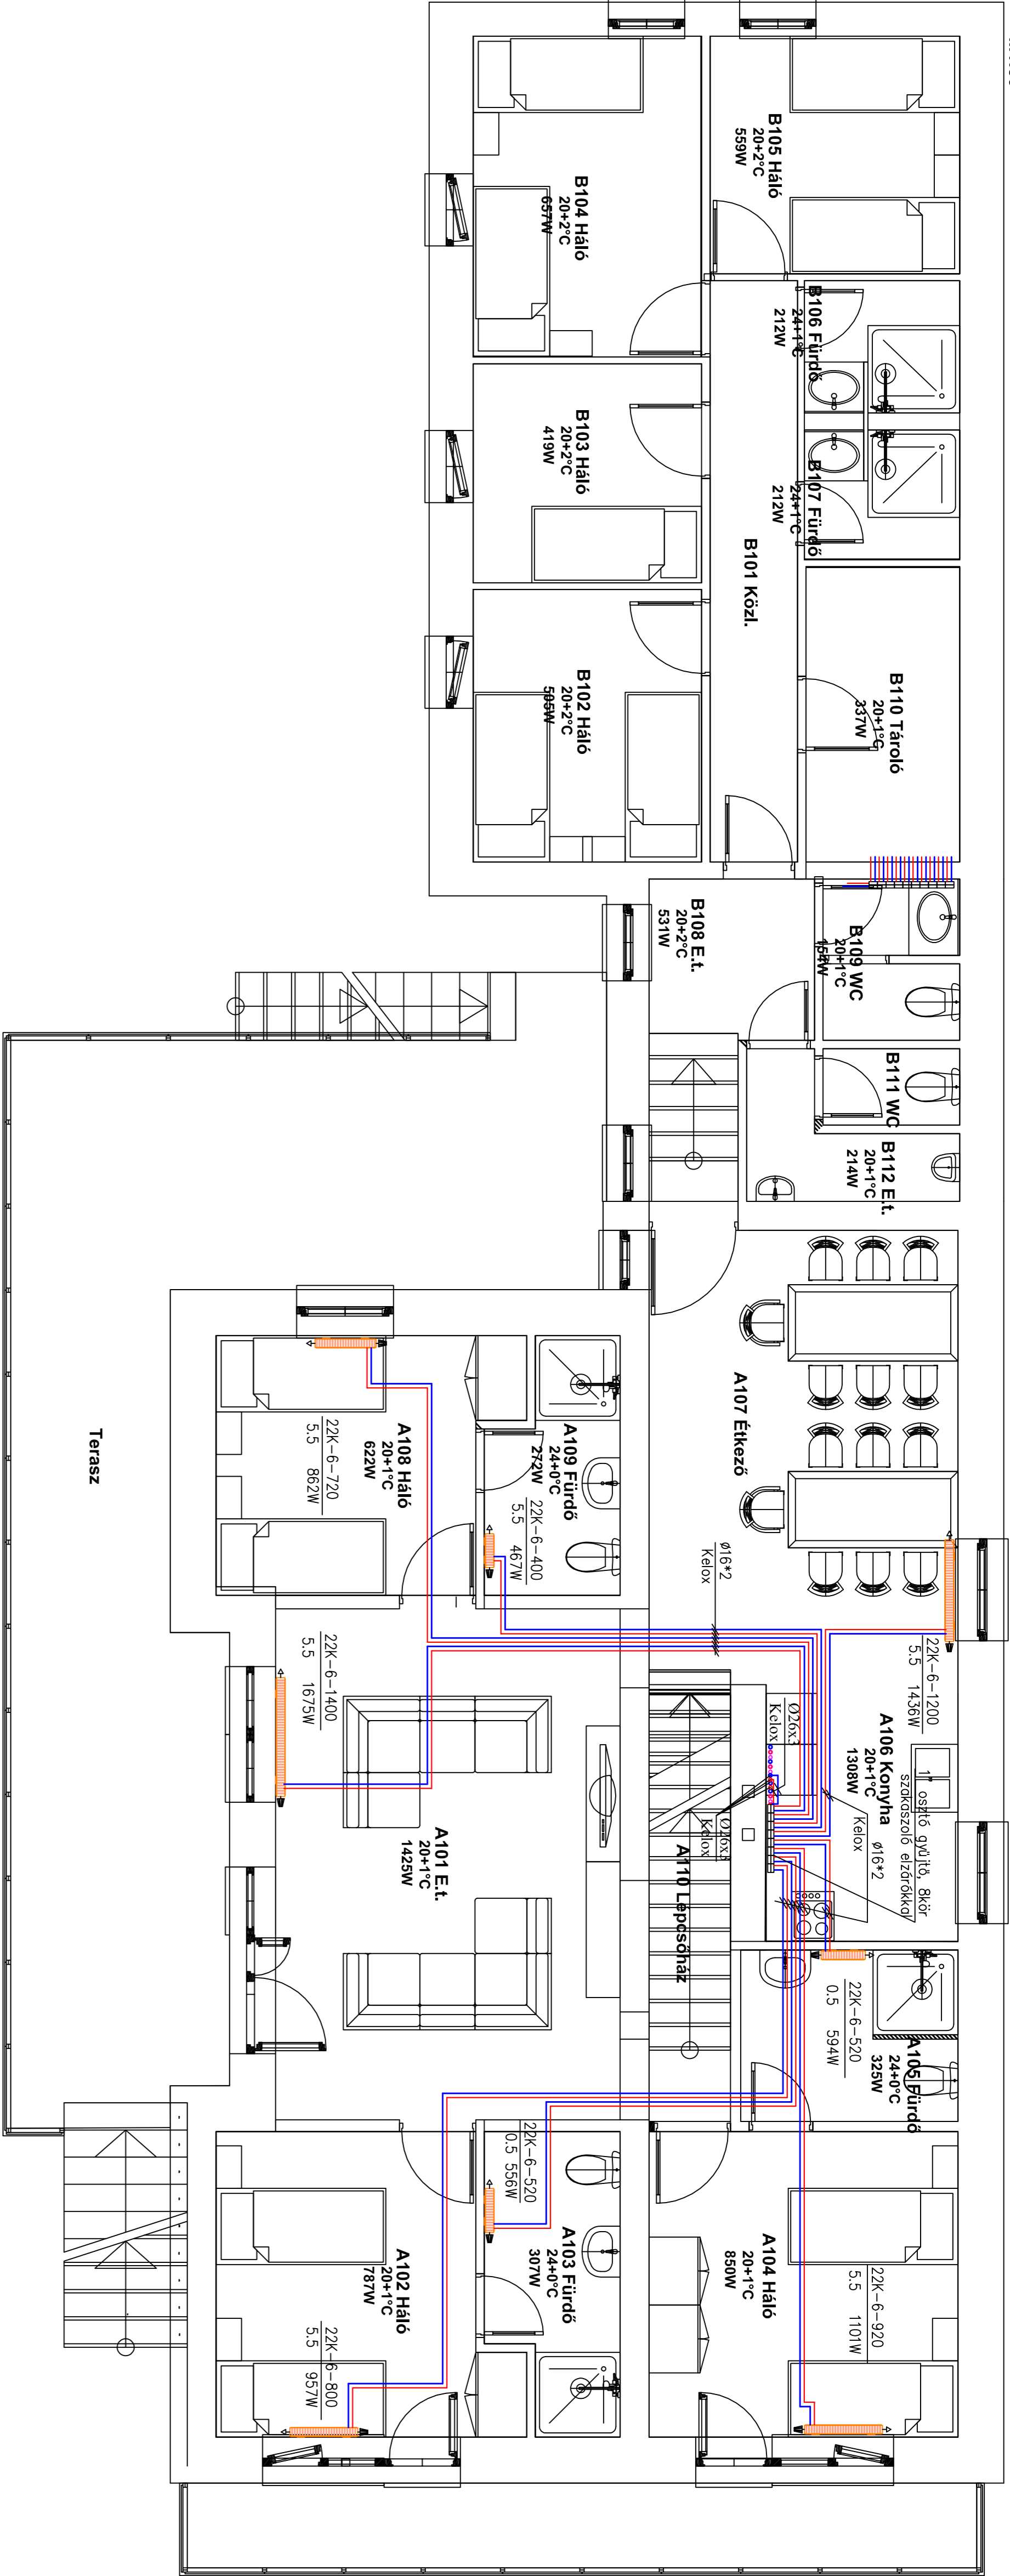 B105 Háló
20+2°C
559W
B104 Háló
20+2°C
657W
B106 Fürdő
24+1°C
212W
B103 Háló
20+2°C
419W
B107 Fürdő
24+1°C
212W
B101 Közl.
B102 Háló
20+2°C
595W
B110 Tároló
20+1°C
337W
B108 E.t.
20+2°C
531W
B109 WC
20+1°C
154W
B111 WC
B112 E.t.
20+1°C
214W
A107 Étkező
A109 Fürdő
24+0°C
272W
22K-6-400
5.5 467W
A108 Háló
20+1°C
622W
22K-6-720
5.5 862W
Terasz
ø16*2
Kelox
22K-6-1200
5.5 1436W
22K-6-1400
5.5 1675W
A106 Konyha
20+1°C
1308W
1" osztó gyűjtő, 8kör
szakaszoló elzárókkal
ø16*2
Kelox
Ø26x3
Kelox
Ø26x3
Kelox
A101 E.t.
20+1°C
1425W
A110 Lépcsőház
22K-6-520
0.5 594W
A105 Fürdő
24+0°C
325W
22K-6-520
0.5 556W
A103 Fürdő
24+0°C
307W
A104 Háló
20+1°C
850W
22K-6-920
5.5 1101W
A102 Háló
20+1°C
787W
22K-6-800
5.5 957W